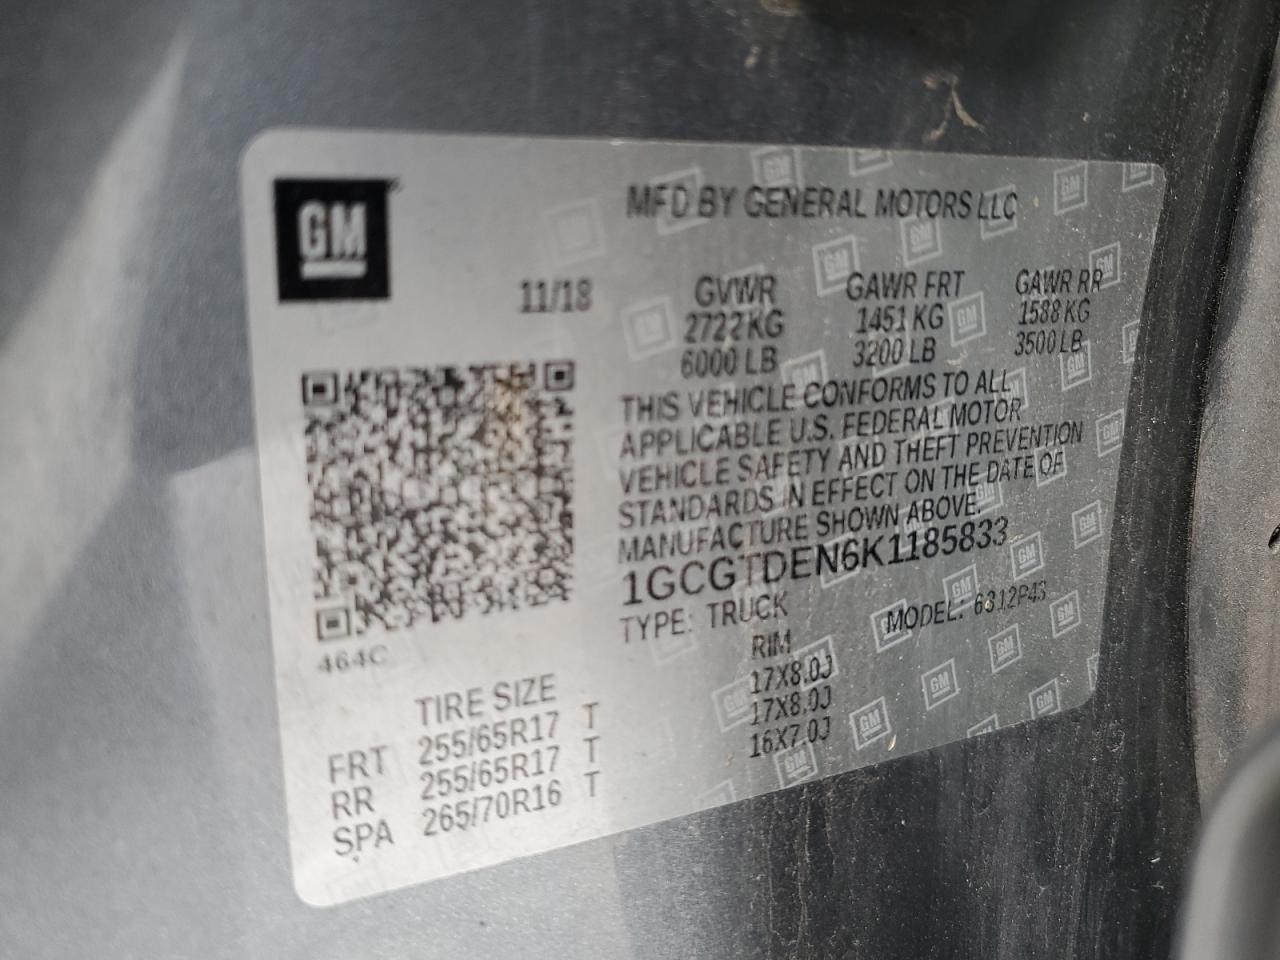 GM
MFD BY GENERAL MOTORS LLC
11/18 GVWR GAWR FRT GAWR RR
2722KG 1451 KG 1588 KG
6000 LB 3200 LB 3500 LB
THIS VEHICLE CONFORMS TO ALL
APPLICABLE U.S. FEDERAL MOTOR
VEHICLE SAFETY AND THEFT PREVENTION
STANDARDS IN EFFECT ON THE DATE OF
MANUFACTURE SHOWN ABOVE.
1GCGTDEN6K1185833
TYPE: TRUCK MODEL: 6312P43
464C
TIRE SIZE RIM
FRT 255/65R17 T 17X8.0J
RR 255/65R17 T 17X8.0J
SPA 265/70R16 T 16X7.0J